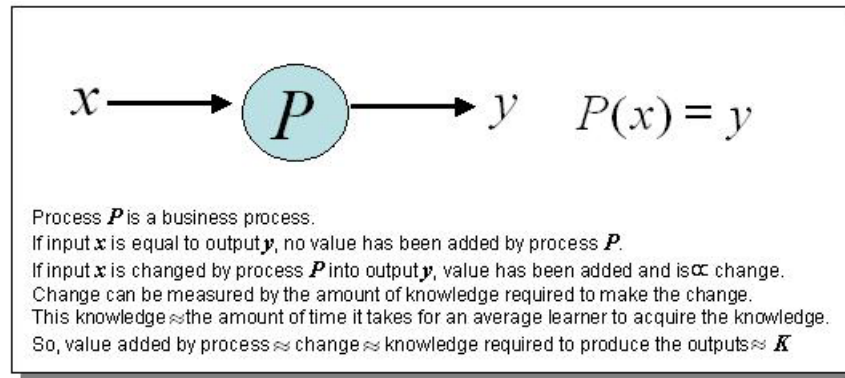 x P y P(x) = y
Process P is a business process.
If input x is equal to output y, no value has been added by process P.
If input x is changed by process P into output y, value has been added and is ∝ change.
Change can be measured by the amount of knowledge required to make the change.
This knowledge ≈ the amount of time it takes for an average learner to acquire the knowledge.
So, value added by process ≈ change ≈ knowledge required to produce the outputs ≈ K